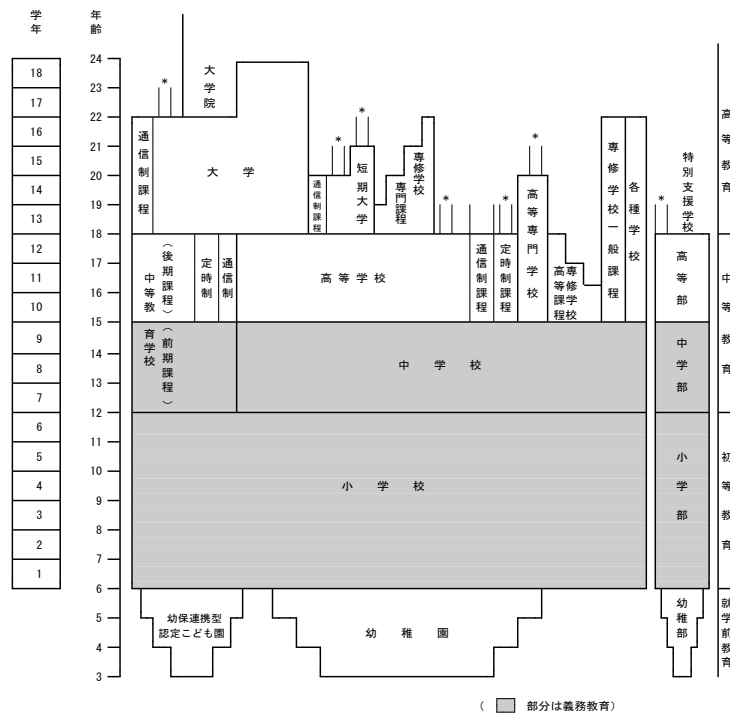 学年
年齢
18
17
16
15
14
13
12
11
10
9
8
7
6
5
4
3
2
1
24
23
22
21
20
19
18
17
16
15
14
13
12
11
10
9
8
7
6
5
4
3
*
大学院
通信制課程
大学
通信制課程
*
短期大学
*
専門課程
専修学校
*
*
高等専門学校
*
専修学校一般課程
各種学校
特別支援学校
*
高等教育
中等教育学校
(後期課程)
(前期課程)
定時制
通信制
高等学校
通信制課程
定時制課程
高等課程
専修学校
高等部
中等教育
中学校
中学部
小学校
小学部
初等教育
幼保連携型
認定こども園
幼稚園
幼稚部
就学前教育
( 部分は義務教育)